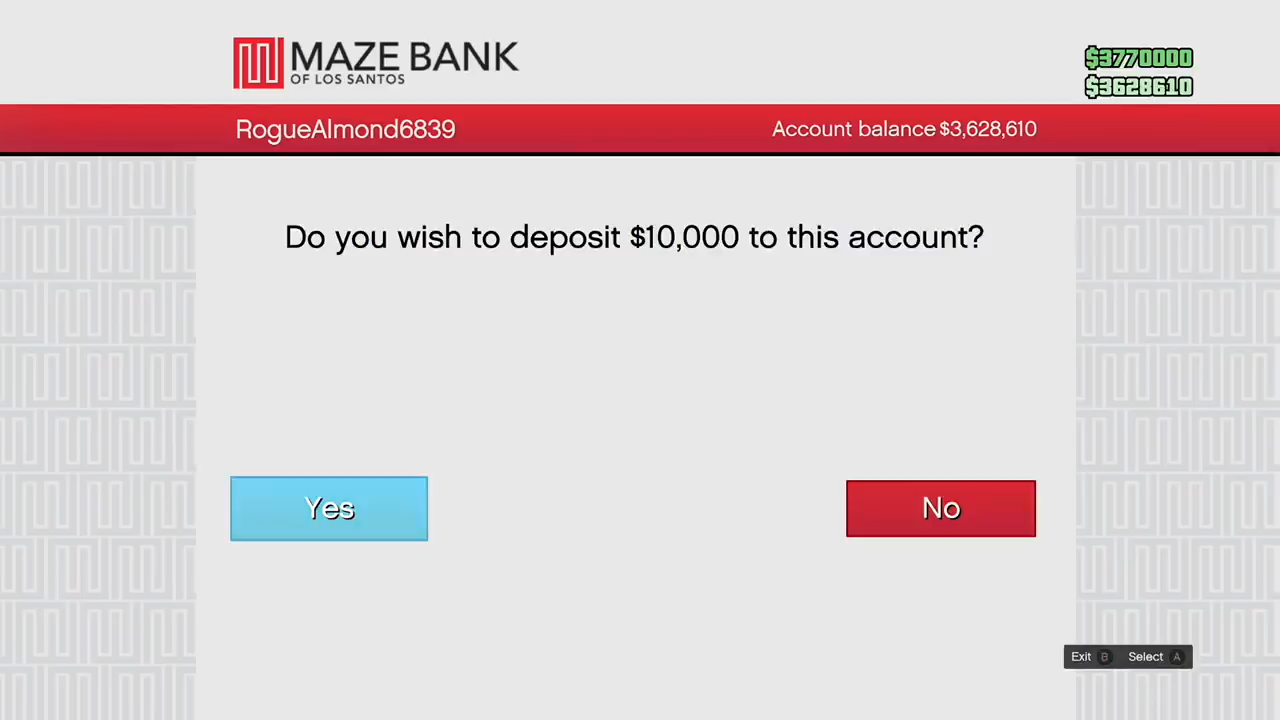 MAZE BANK
OF LOS SANTOS
$3770000
$3628610
RogueAlmond6839
Account balance $3,628,610
Do you wish to deposit $10,000 to this account?
Yes
No
Exit B Select A